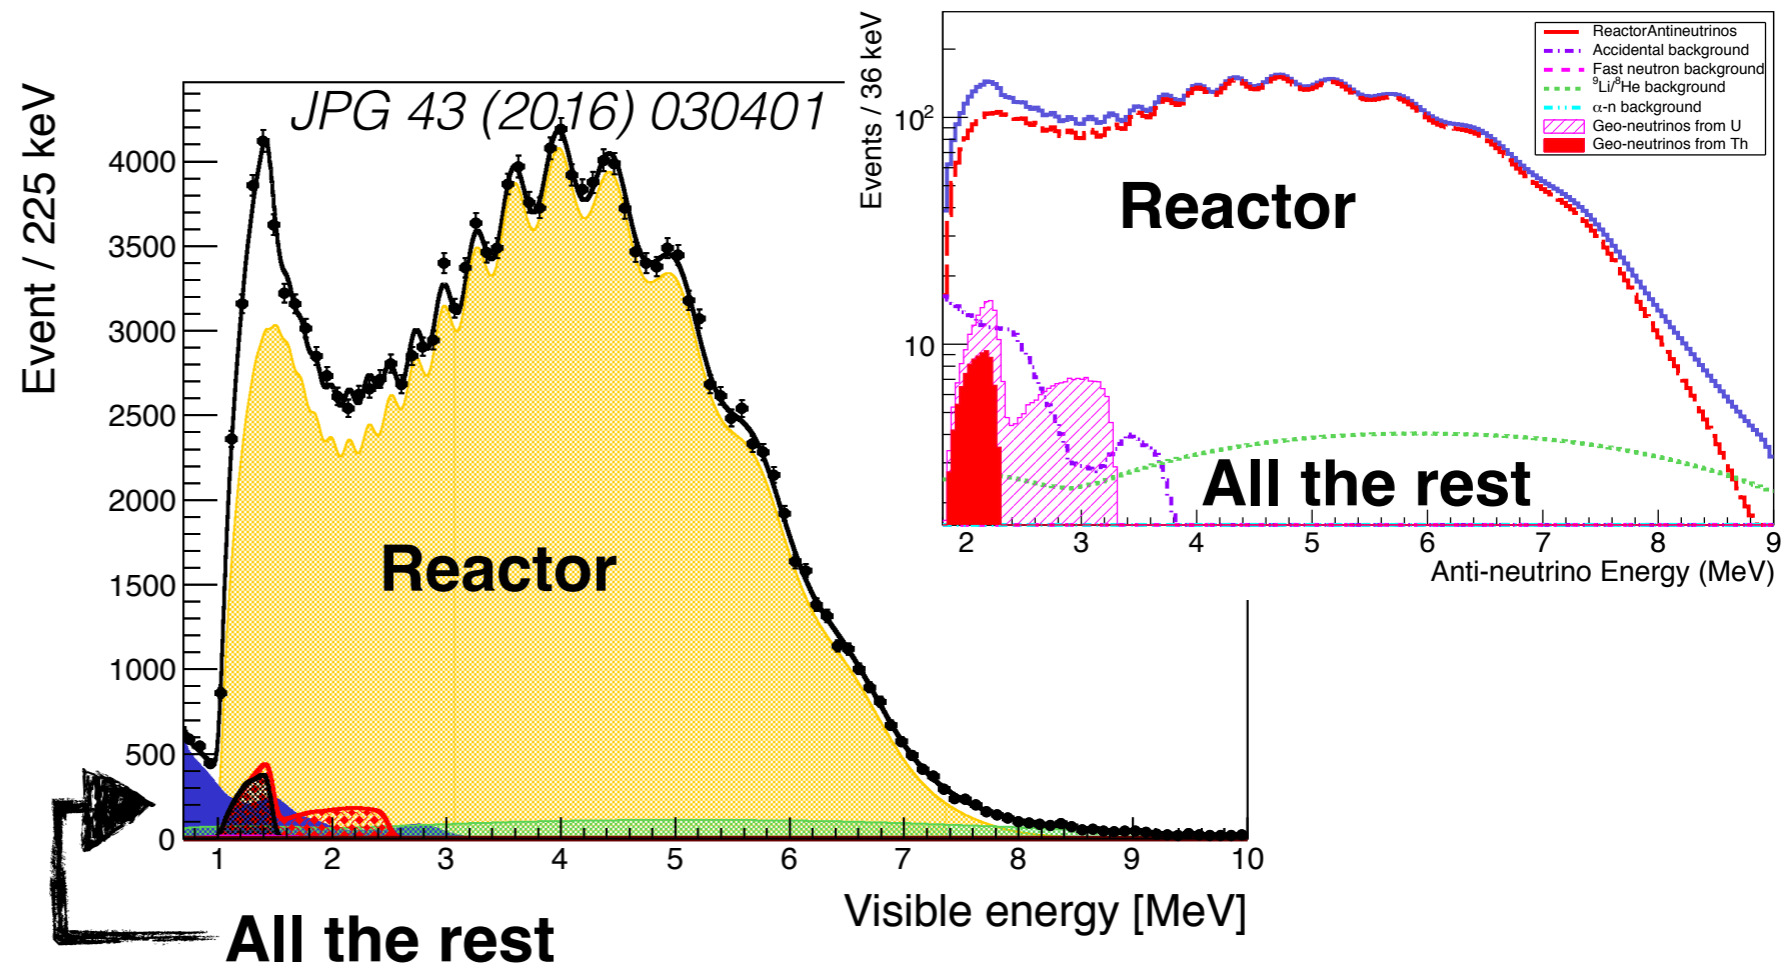 JPG 43 (2016) 030401
Event / 225 keV
4000
3500
3000
2500
2000
1500
1000
500
0
Reactor
1 2 3 4 5 6 7 8 9 10
Visible energy [MeV]
All the rest
Events / 36 keV
10²
10
ReactorAntineutrinos
Accidental background
Fast neutron background
⁹Li/⁸He background
α-n background
Geo-neutrinos from U
Geo-neutrinos from Th
Reactor
All the rest
2 3 4 5 6 7 8 9
Anti-neutrino Energy (MeV)